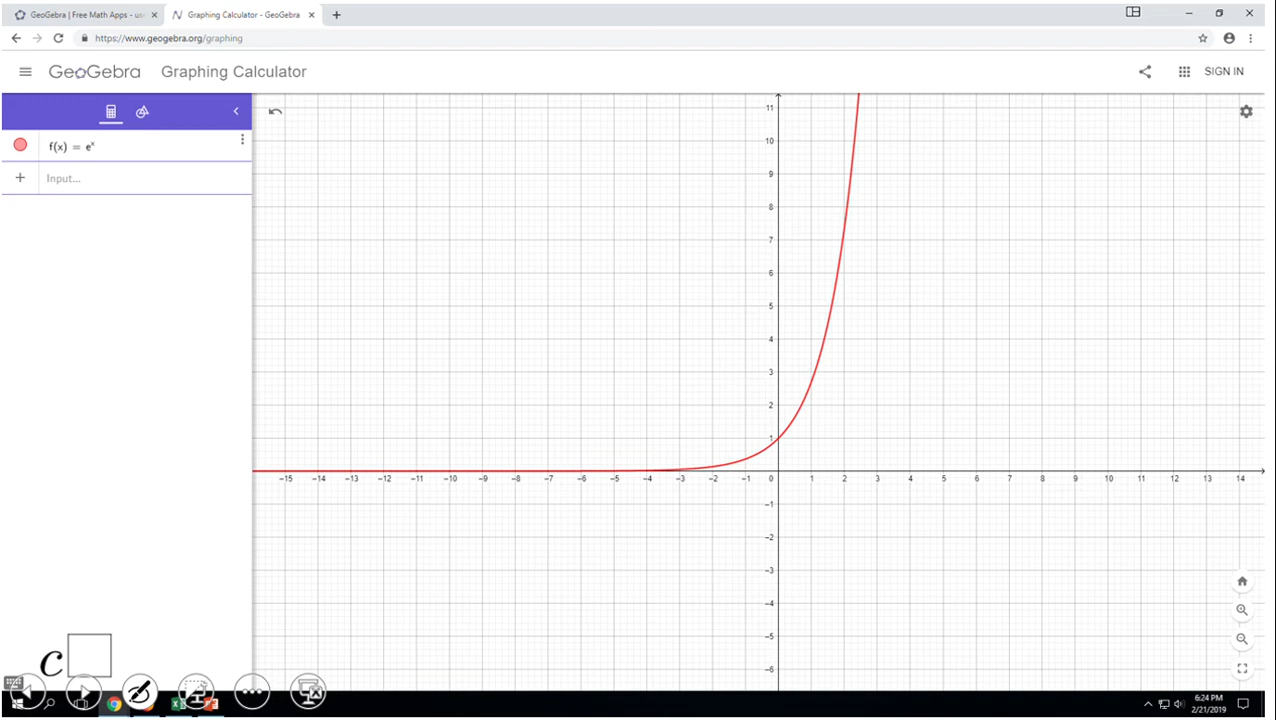 GeoGebra | Free Math Apps - use
Graphing Calculator - GeoGebra
https://www.geogebra.org/graphing
GeoGebra Graphing Calculator SIGN IN
f(x) = eˣ
Input...
11
10
9
8
7
6
5
4
3
2
1
–15 –14 –13 –12 –11 –10 –9 –8 –7 –6 –5 –4 –3 –2 –1 0 1 2 3 4 5 6 7 8 9 10 11 12 13 14
–1
–2
–3
–4
–5
–6
c
6:24 PM
2/21/2019